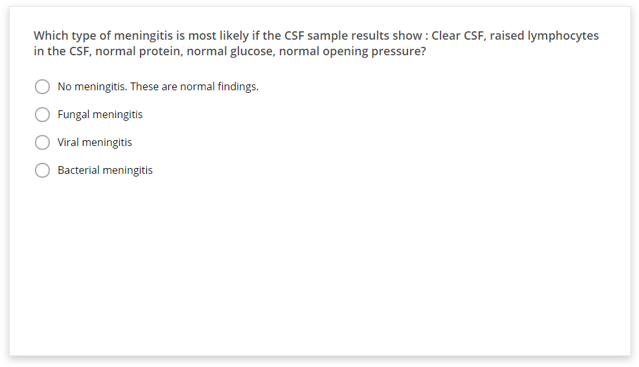 Which type of meningitis is most likely if the CSF sample results show : Clear CSF, raised lymphocytes
in the CSF, normal protein, normal glucose, normal opening pressure?
No meningitis. These are normal findings.
Fungal meningitis
Viral meningitis
Bacterial meningitis